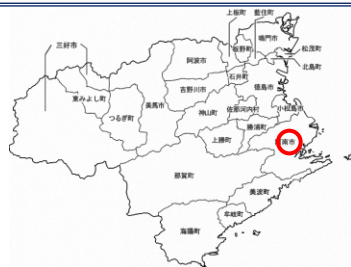 上板町
藍住町
三好市
鳴門市
松茂町
板野町
阿波市
北島町
石井町
東みよし町
吉野川市
徳島市
美馬市
つるぎ町
佐那河内村
小松島市
神山町
勝浦町
上勝町
南市
那賀町
美波町
牟岐町
海陽町